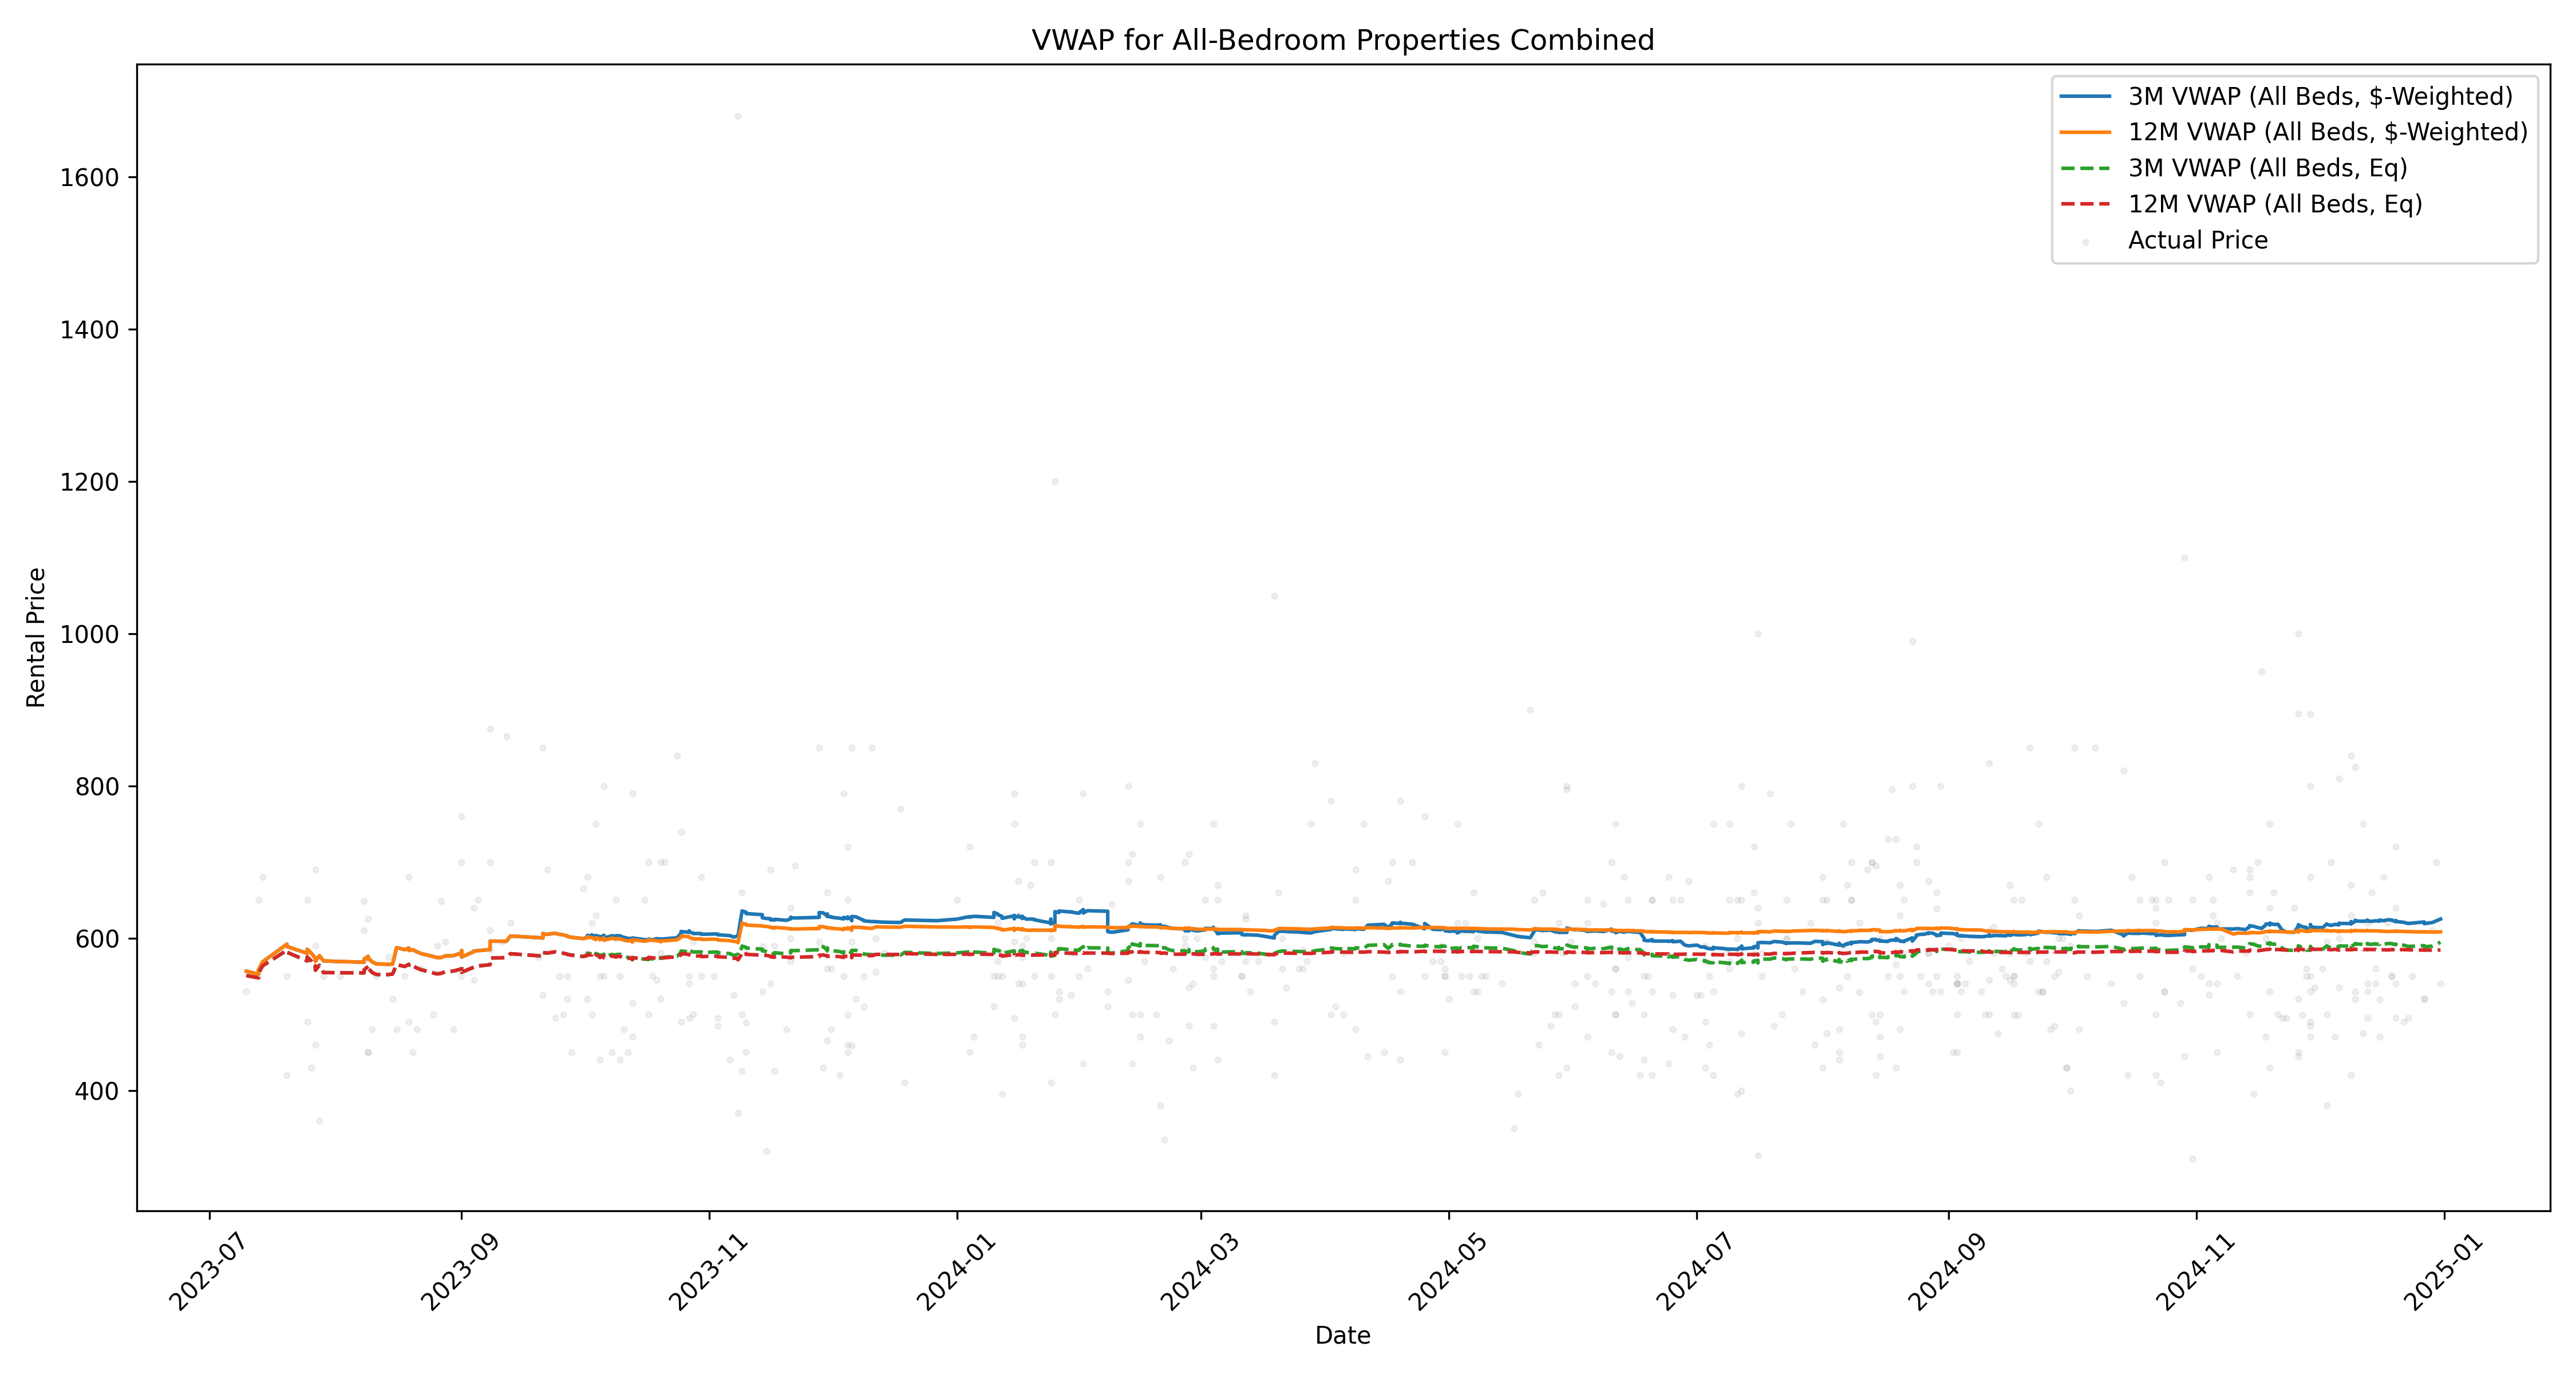 VWAP for All-Bedroom Properties Combined
3M VWAP (All Beds, $-Weighted)
12M VWAP (All Beds, $-Weighted)
3M VWAP (All Beds, Eq)
12M VWAP (All Beds, Eq)
Actual Price
Rental Price
1600
1400
1200
1000
800
600
400
2023-07
2023-09
2023-11
2024-01
2024-03
2024-05
2024-07
2024-09
2024-11
2025-01
Date